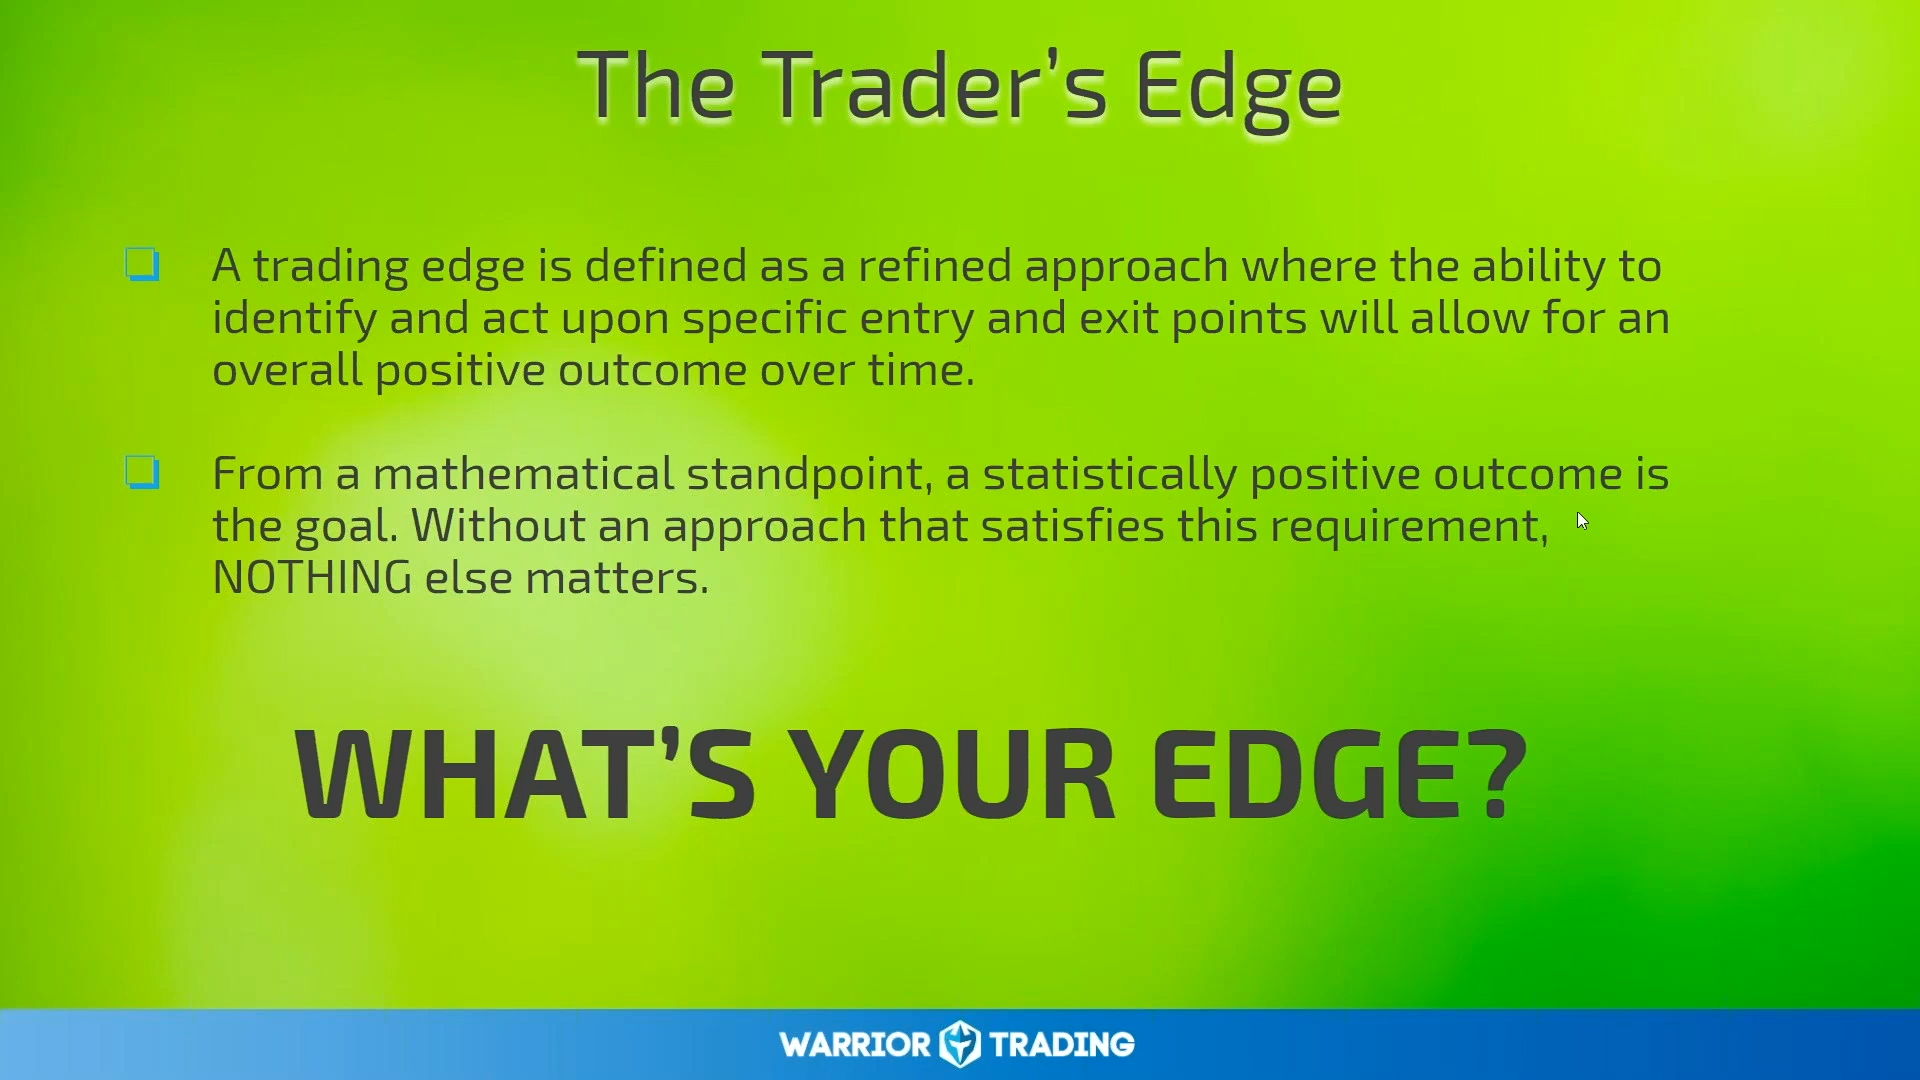 The Trader’s Edge
A trading edge is defined as a refined approach where the ability to
identify and act upon specific entry and exit points will allow for an
overall positive outcome over time.
From a mathematical standpoint, a statistically positive outcome is
the goal. Without an approach that satisfies this requirement,
NOTHING else matters.
WHAT’S YOUR EDGE?
WARRIOR TRADING